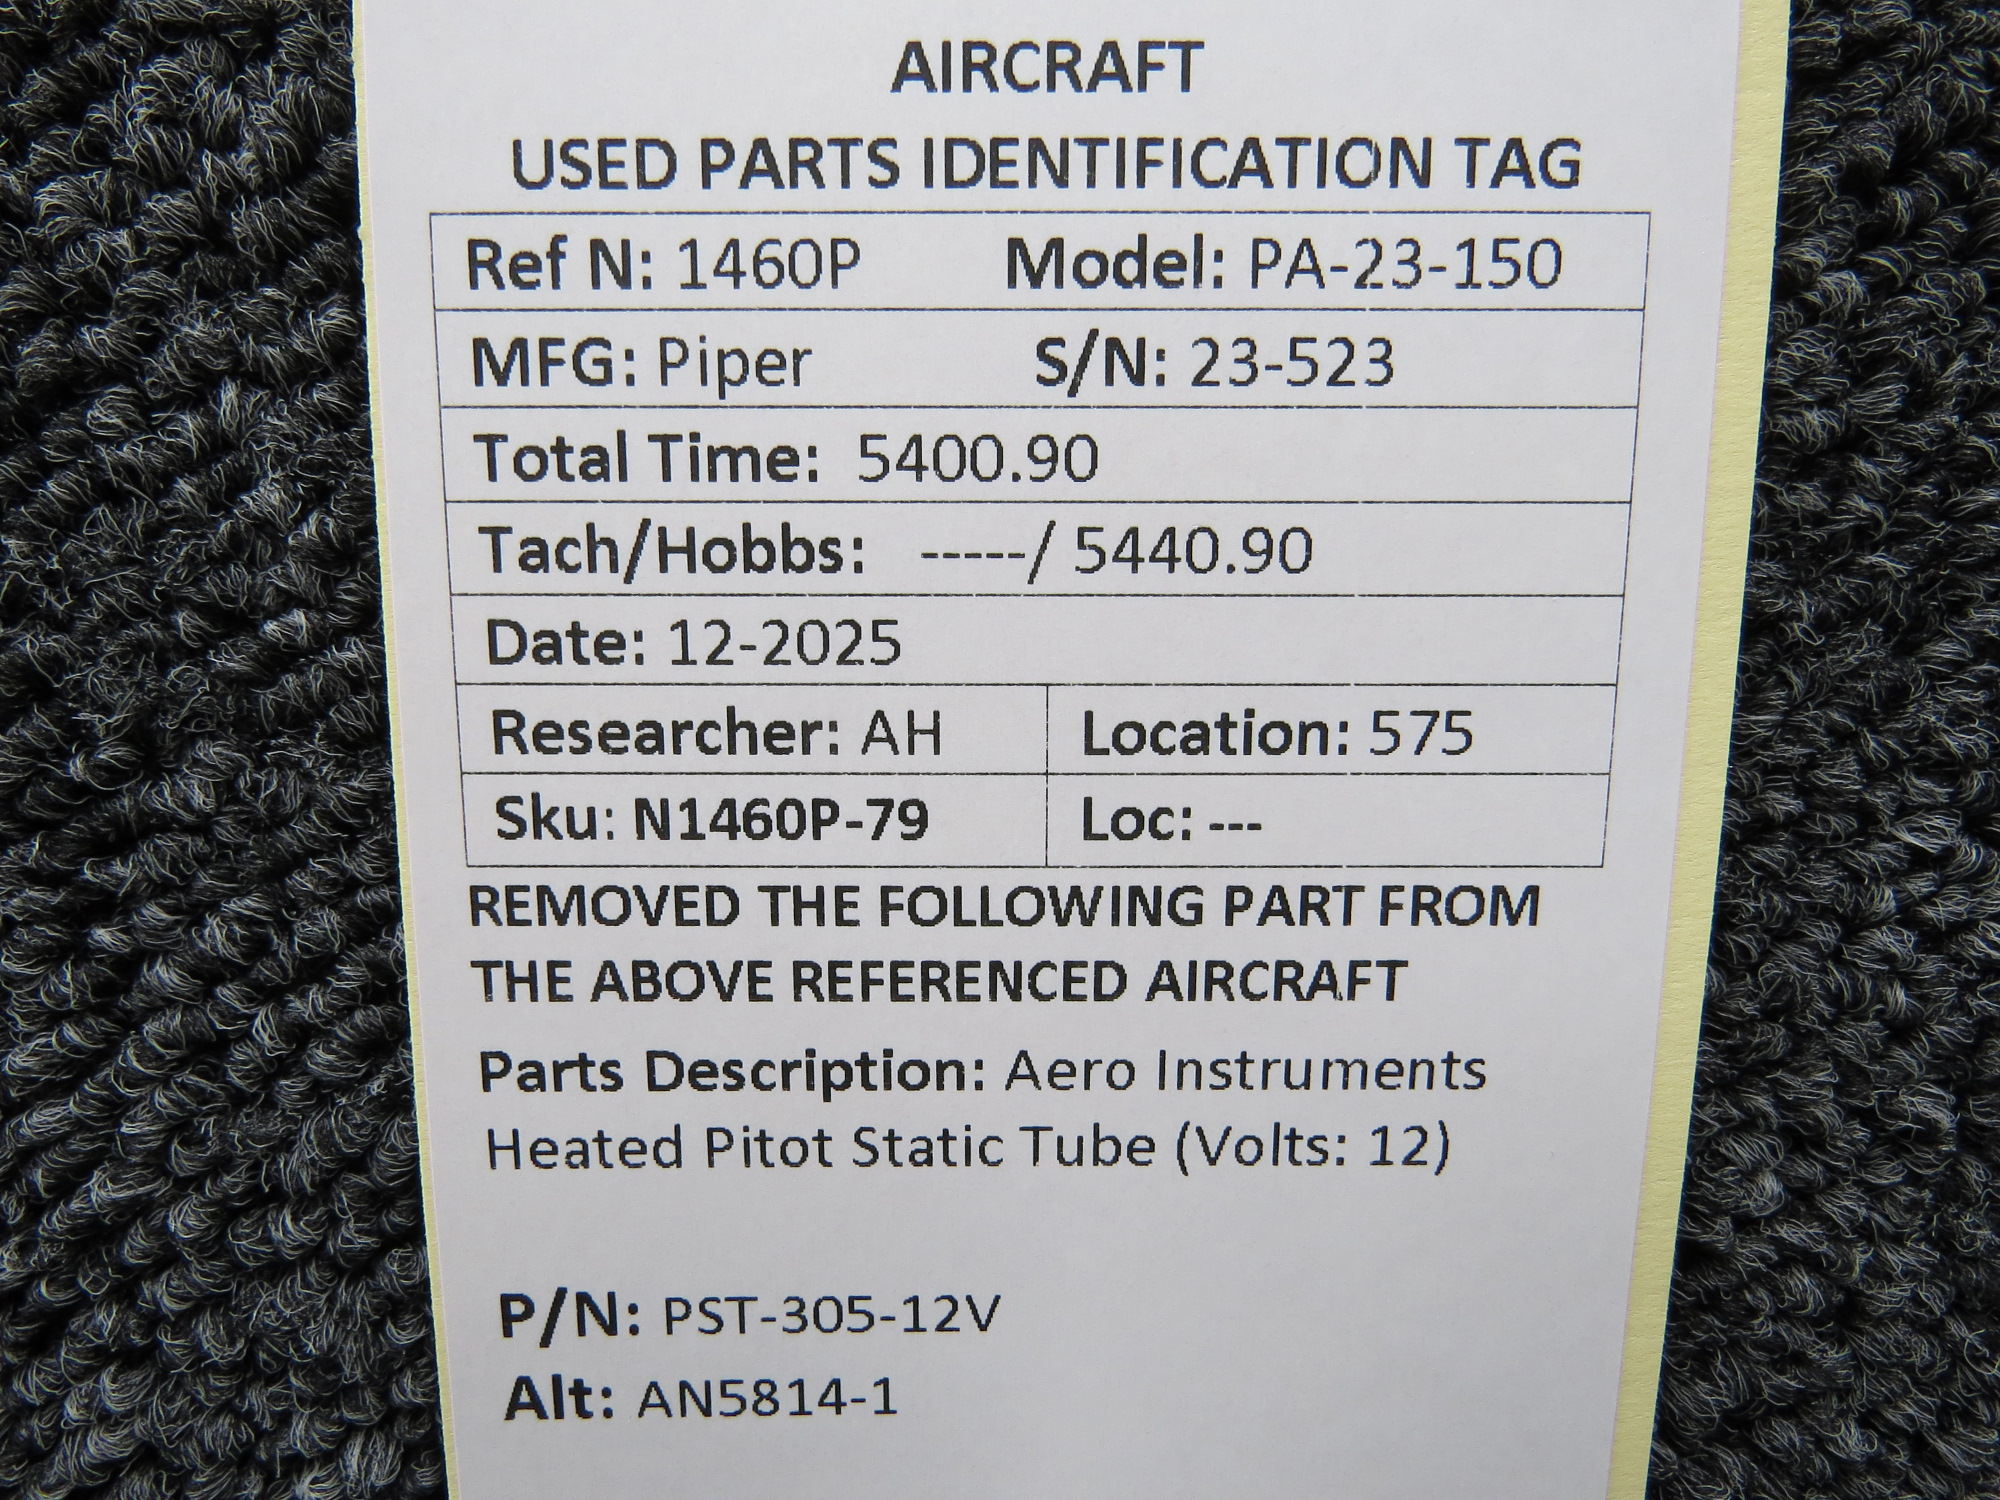 AIRCRAFT
USED PARTS IDENTIFICATION TAG
Ref N: 1460P Model: PA-23-150
MFG: Piper S/N: 23-523
Total Time: 5400.90
Tach/Hobbs: -----/ 5440.90
Date: 12-2025
Researcher: AH Location: 575
Sku: N1460P-79 Loc: ---
REMOVED THE FOLLOWING PART FROM
THE ABOVE REFERENCED AIRCRAFT
Parts Description: Aero Instruments
Heated Pitot Static Tube (Volts: 12)
P/N: PST-305-12V
Alt: AN5814-1